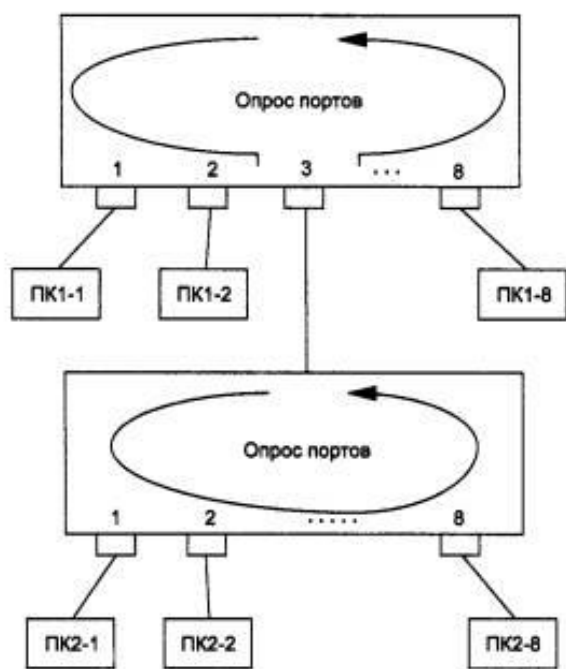 Опрос портов
1 2 3 ... 8
ПК1-1 ПК1-2 ПК1-8
Опрос портов
1 2 ..... 8
ПК2-1 ПК2-2 ПК2-8